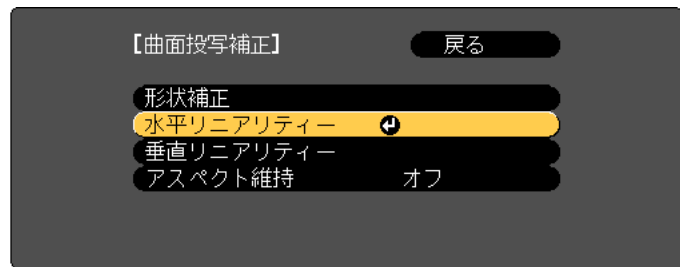 【曲面投写補正】 戻る
形状補正
水平リニアリティー
垂直リニアリティー
アスペクト維持 オフ